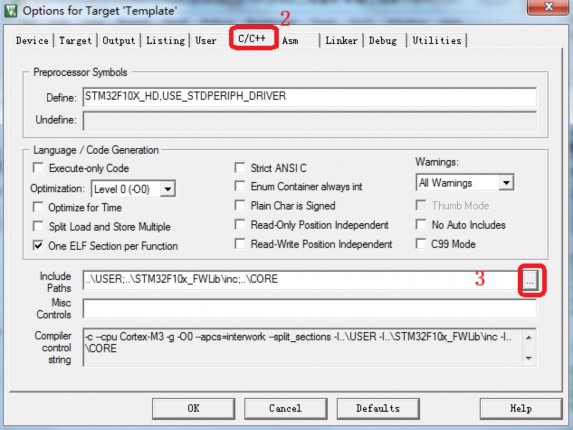 Options for Target 'Template'
2
Device Target Output Listing User C/C++ Asm Linker Debug Utilities
Preprocessor Symbols
Define: STM32F10X_HD,USE_STDPERIPH_DRIVER
Undefine:
Language / Code Generation
Execute-only Code
Strict ANSI C
Warnings:
Optimization: Level 0 (-O0)
Enum Container always int
All Warnings
Optimize for Time
Plain Char is Signed
Thumb Mode
Split Load and Store Multiple
Read-Only Position Independent
No Auto Includes
One ELF Section per Function
Read-Write Position Independent
C99 Mode
Include Paths
..\USER;..\STM32F10x_FWLib\inc;..\CORE
3
...
Misc Controls
Compiler control string
-c --cpu Cortex-M3 -g -O0 --apcs=interwork --split_sections -I..\USER -I..\STM32F10x_FWLib\inc -I..
\CORE
OK Cancel Defaults Help